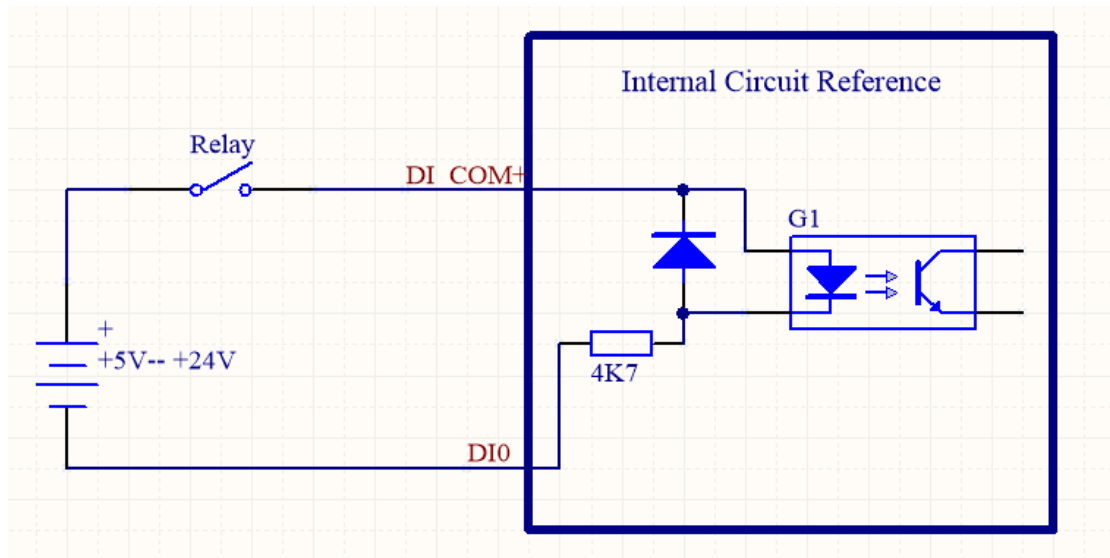 Internal Circuit Reference
Relay
DI COM+
G1
+
+5V-- +24V
4K7
DI0